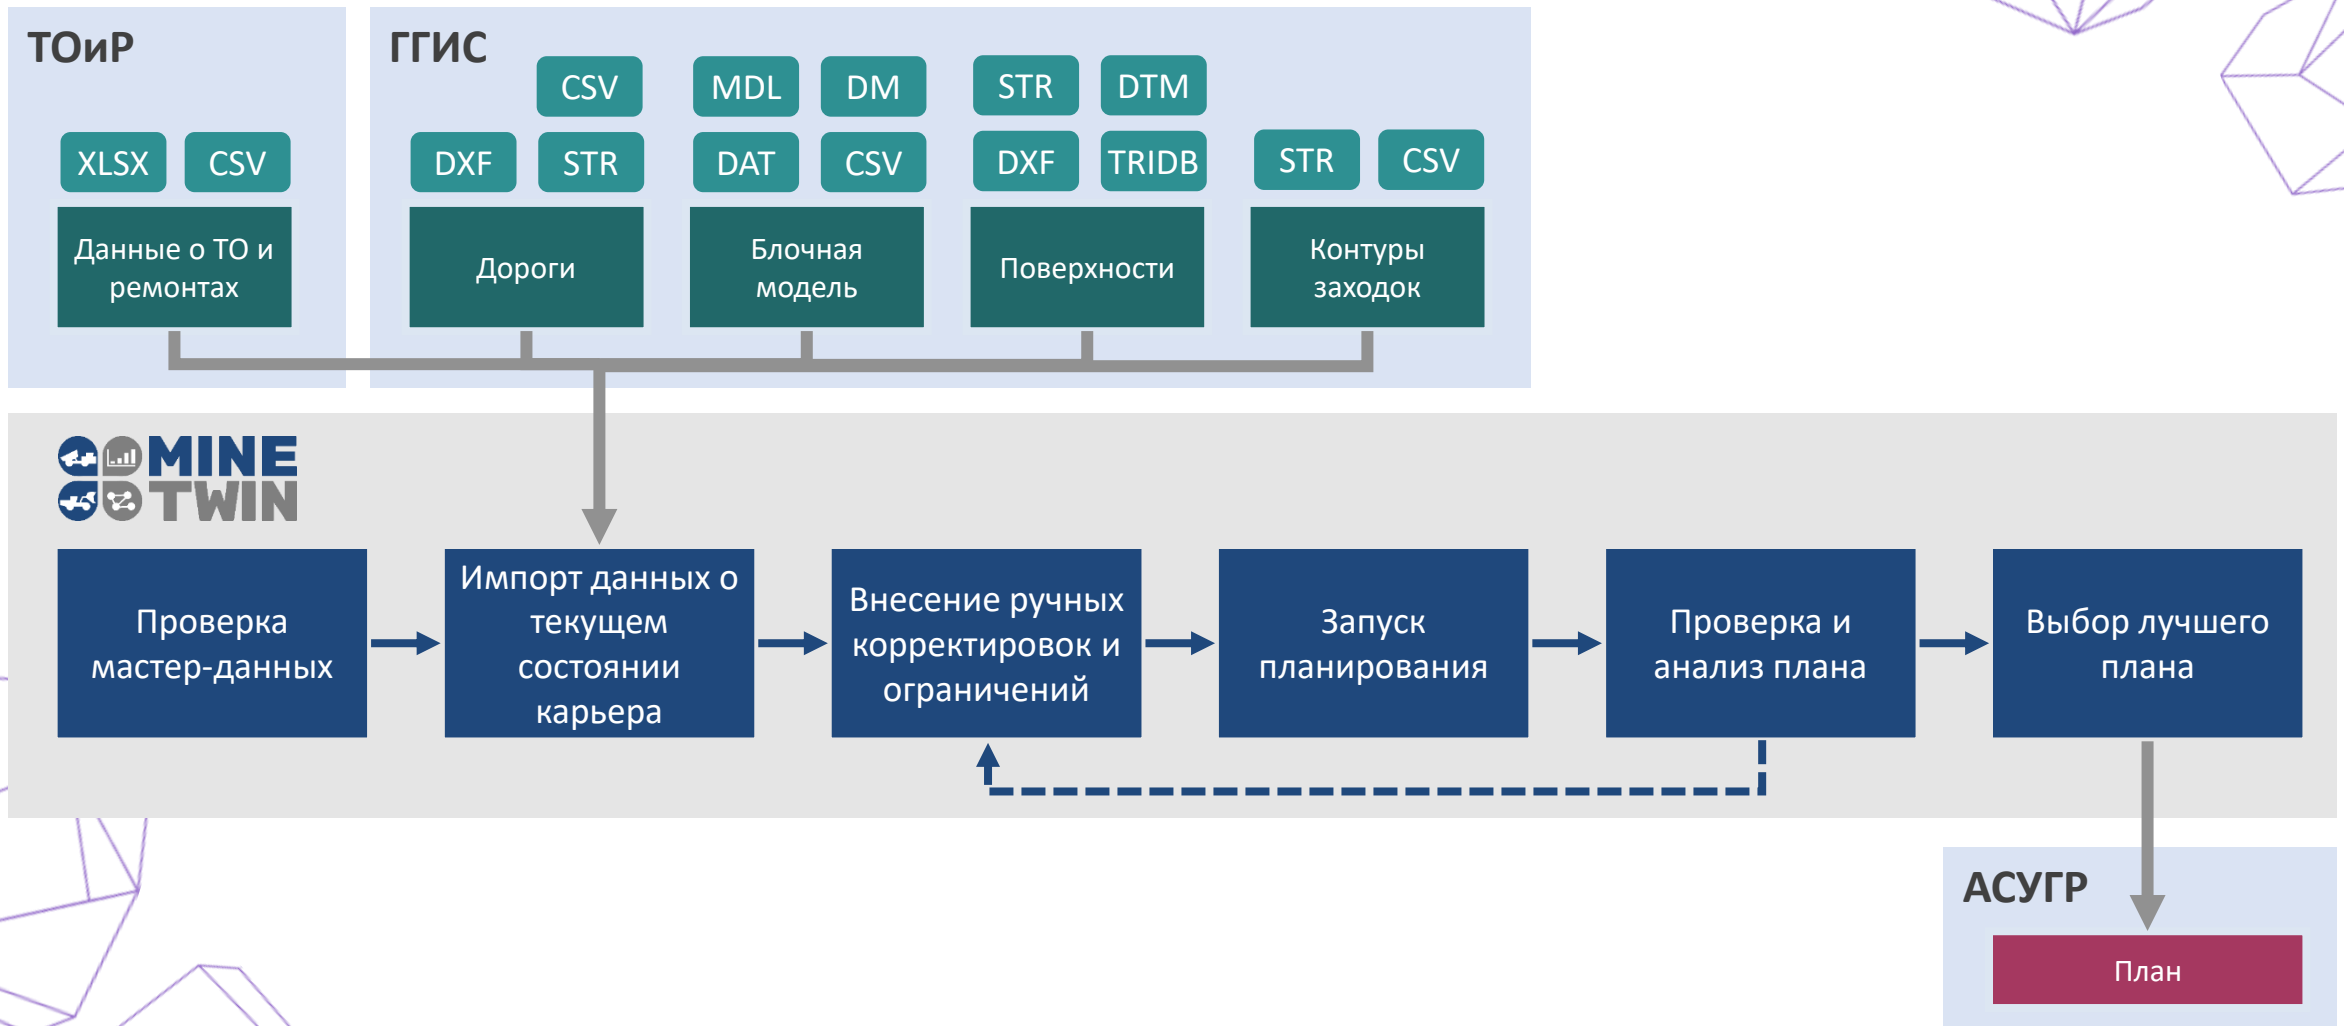 ТОиР
XLSX
CSV
Данные о ТО и
ремонтах
ГГИС
CSV
DXF
STR
Дороги
MDL
DM
DAT
CSV
Блочная
модель
STR
DTM
DXF
TRIDB
Поверхности
STR
CSV
Контуры
заходок
MINE
TWIN
Проверка
мастер-данных
Импорт данных о
текущем
состоянии
карьера
Внесение ручных
корректировок и
ограничений
Запуск
планирования
Проверка и
анализ плана
Выбор лучшего
плана
АСУГР
План